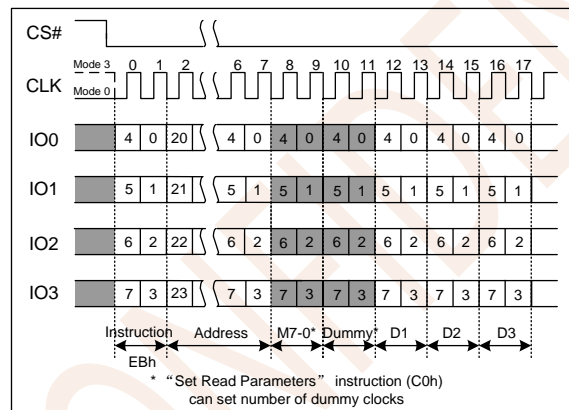 CS#
Mode 3 0 1 2 6 7 8 9 10 11 12 13 14 15 16 17
CLK
Mode 0
IO0 4 0 20 4 0 4 0 4 0 4 0 4 0 4 0
IO1 5 1 21 5 1 5 1 5 1 5 1 5 1 5 1
IO2 6 2 22 6 2 6 2 6 2 6 2 6 2 6 2
IO3 7 3 23 7 3 7 3 7 3 7 3 7 3 7 3
Instruction Address M7-0* Dummy* D1 D2 D3
EBh
* “Set Read Parameters” instruction (C0h)
can set number of dummy clocks